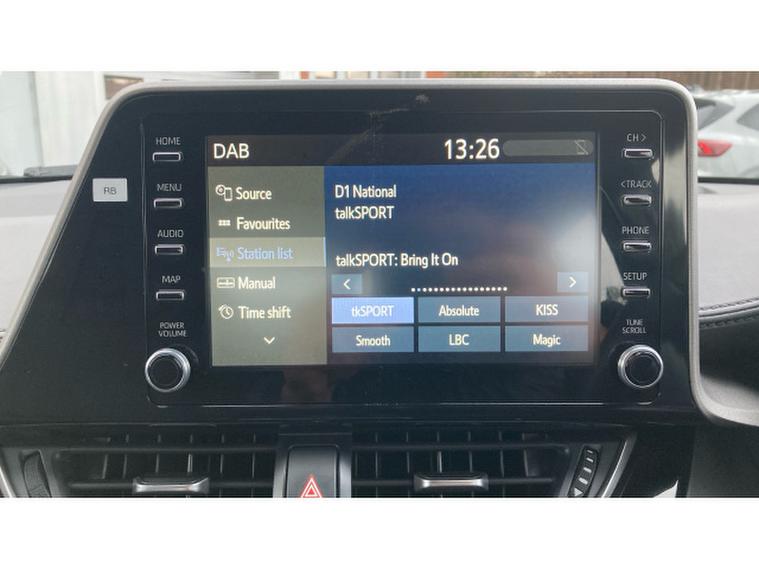 HOME
MENU
AUDIO
MAP
POWER
VOLUME
RB
DAB
13:26
Source
Favourites
Station list
Manual
Time shift
D1 National
talkSPORT
talkSPORT: Bring It On
< >
tkSPORT Absolute KISS
Smooth LBC Magic
CH >
< TRACK
PHONE
SETUP
TUNE
SCROLL